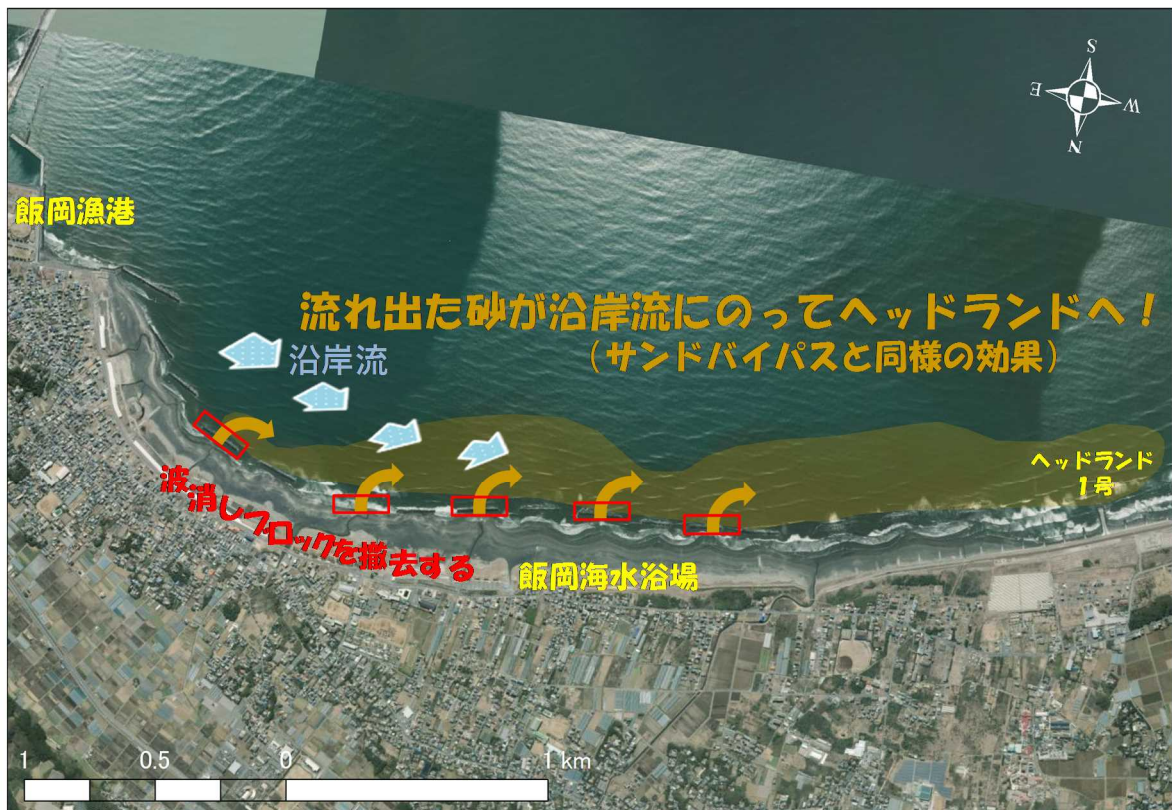 S
E
W
N
飯岡漁港
流れ出た砂が沿岸流にのってヘッドランドへ!
(サンドバイパスと同様の効果)
沿岸流
ヘッドランド
1号
波消しブロックを撤去する
飯岡海水浴場
1 0.5 0 1 km